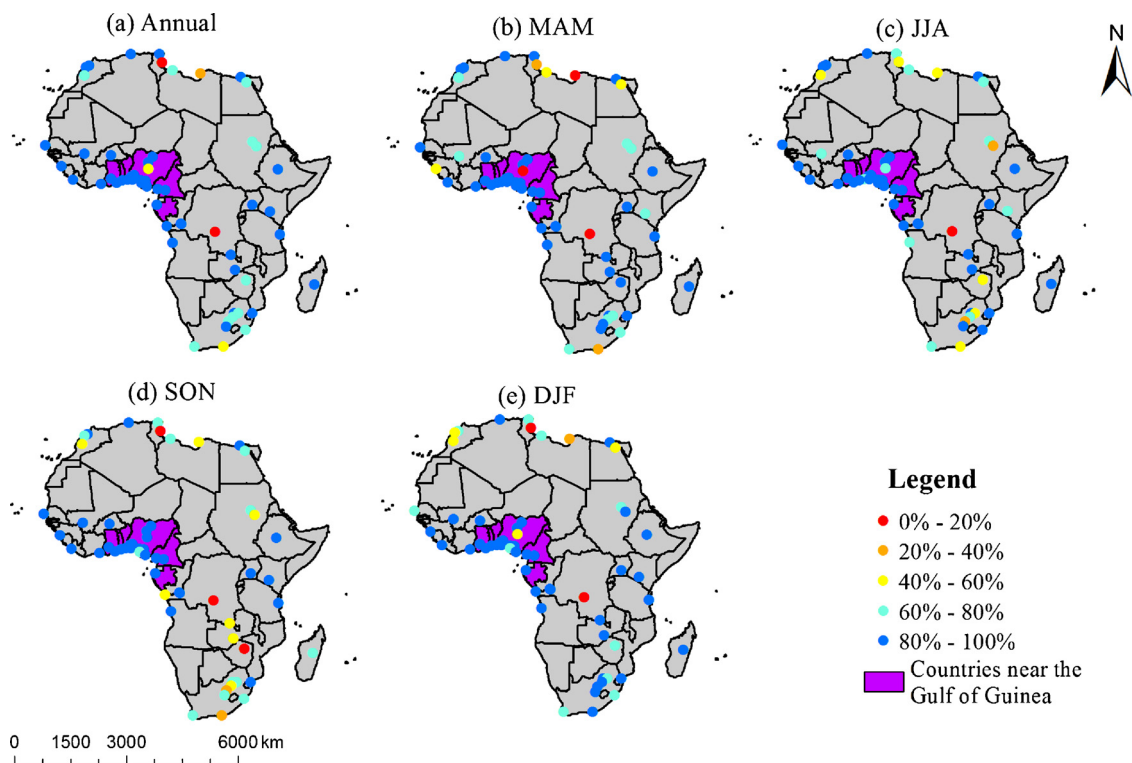 (a) Annual
(b) MAM
(c) JJA
N
(d) SON
(e) DJF
Legend
0% - 20%
20% - 40%
40% - 60%
60% - 80%
80% - 100%
Countries near the
Gulf of Guinea
0 1500 3000 6000 km